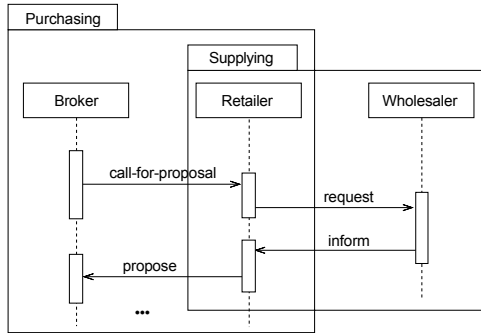 Purchasing
Supplying
Broker
Retailer
Wholesaler
call-for-proposal
request
inform
propose
...